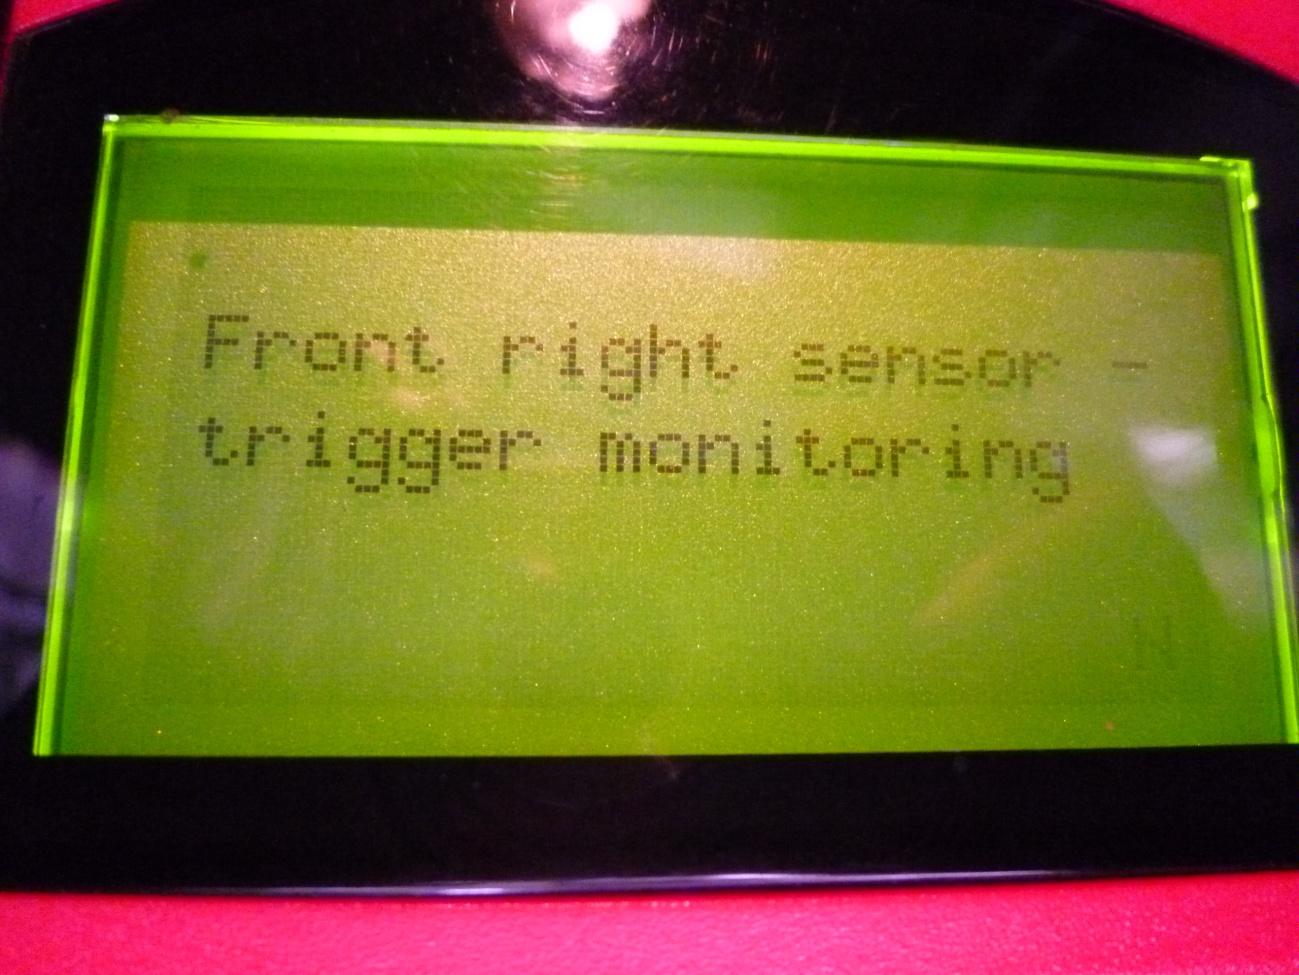 Front right sensor -
trigger monitoring
N